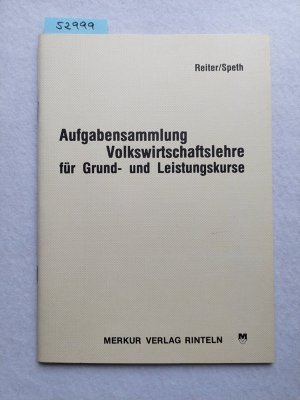 52999
Reiter/Speth
Aufgabensammlung
Volkswirtschaftslehre
für Grund- und Leistungskurse
MERKUR VERLAG RINTELN
M